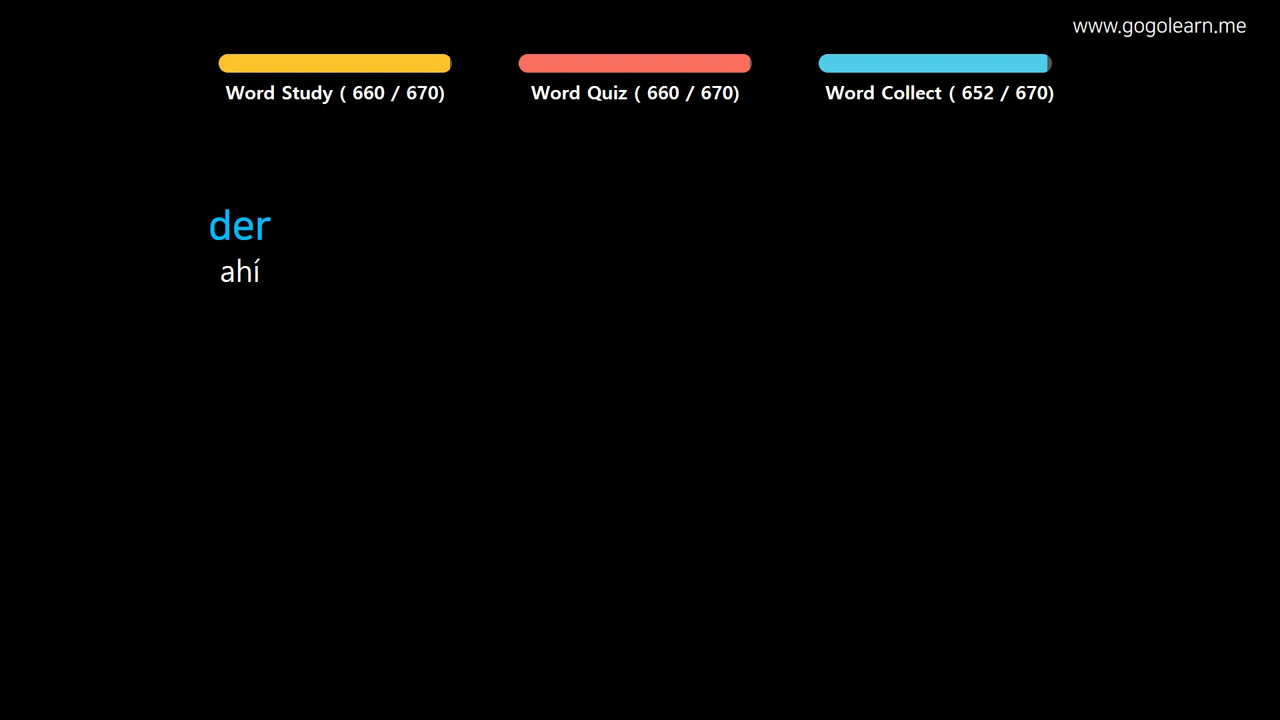 www.gogolearn.me
Word Study ( 660 / 670)
Word Quiz ( 660 / 670)
Word Collect ( 652 / 670)
der
ahí